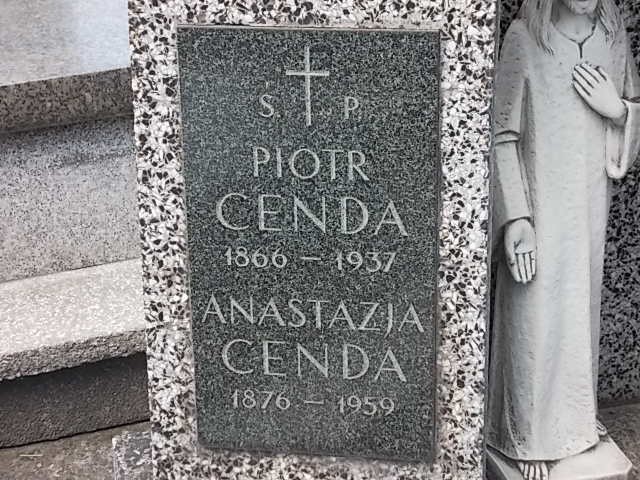 S. P.
PIOTR
CENDA
1866 – 1937
ANASTAZJA
CENDA
1876 – 1959